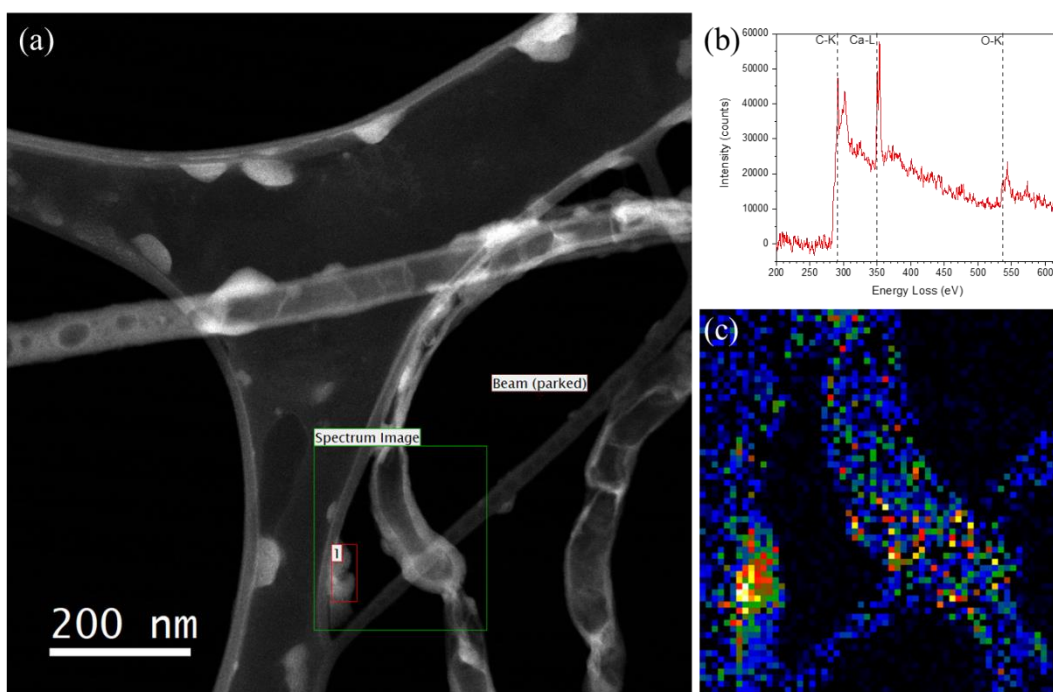 (a)
Spectrum Image
Beam (parked)
1
200 nm
(b)
C-K
Ca-L
O-K
60000
50000
40000
30000
20000
10000
0
Intensity (counts)
200 250 300 350 400 450 500 550 600
Energy Loss (eV)
(c)